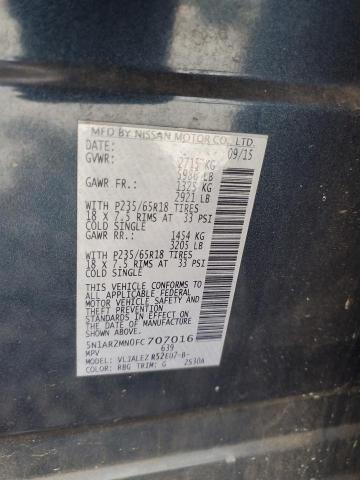 MFD BY NISSAN MOTOR CO., LTD.
DATE: 09/15
GVWR: 2715 KG
5986 LB
GAWR FR.: 1325 KG
2921 LB
WITH P235/65R18 TIRES
18 X 7.5 RIMS AT 33 PSI
COLD SINGLE
GAWR RR.: 1454 KG
3205 LB
WITH P235/65R18 TIRES
18 X 7.5 RIMS AT 33 PSI
COLD SINGLE
THIS VEHICLE CONFORMS TO ALL
APPLICABLE FEDERAL
MOTOR VEHICLE SAFETY AND THEFT
PREVENTION STANDARDS IN
EFFECT ON THE DATE OF
MANUFACTURE SHOWN ABOVE.
5N1AR2MN0FC707016
MPV 639
MODEL: VLJALEZ R52EU7-B-
COLOR: RBG TRIM: G 2530A